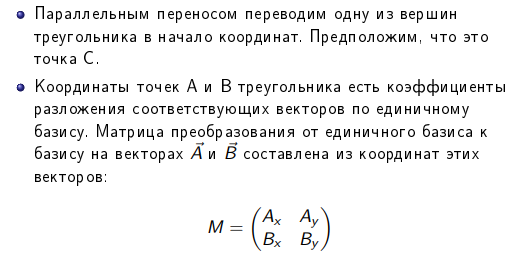 Параллельным переносом переводим одну из вершин
треугольника в начало координат. Предположим, что это
точка C.
Координаты точек A и B треугольника есть коэффициенты
разложения соответствующих векторов по единичному
базису. Матрица преобразования от единичного базиса к
базису на векторах $\vec{A}$ и $\vec{B}$ составлена из координат этих
векторов:
$M = \begin{pmatrix} A_x & A_y \\ B_x & B_y \end{pmatrix}$